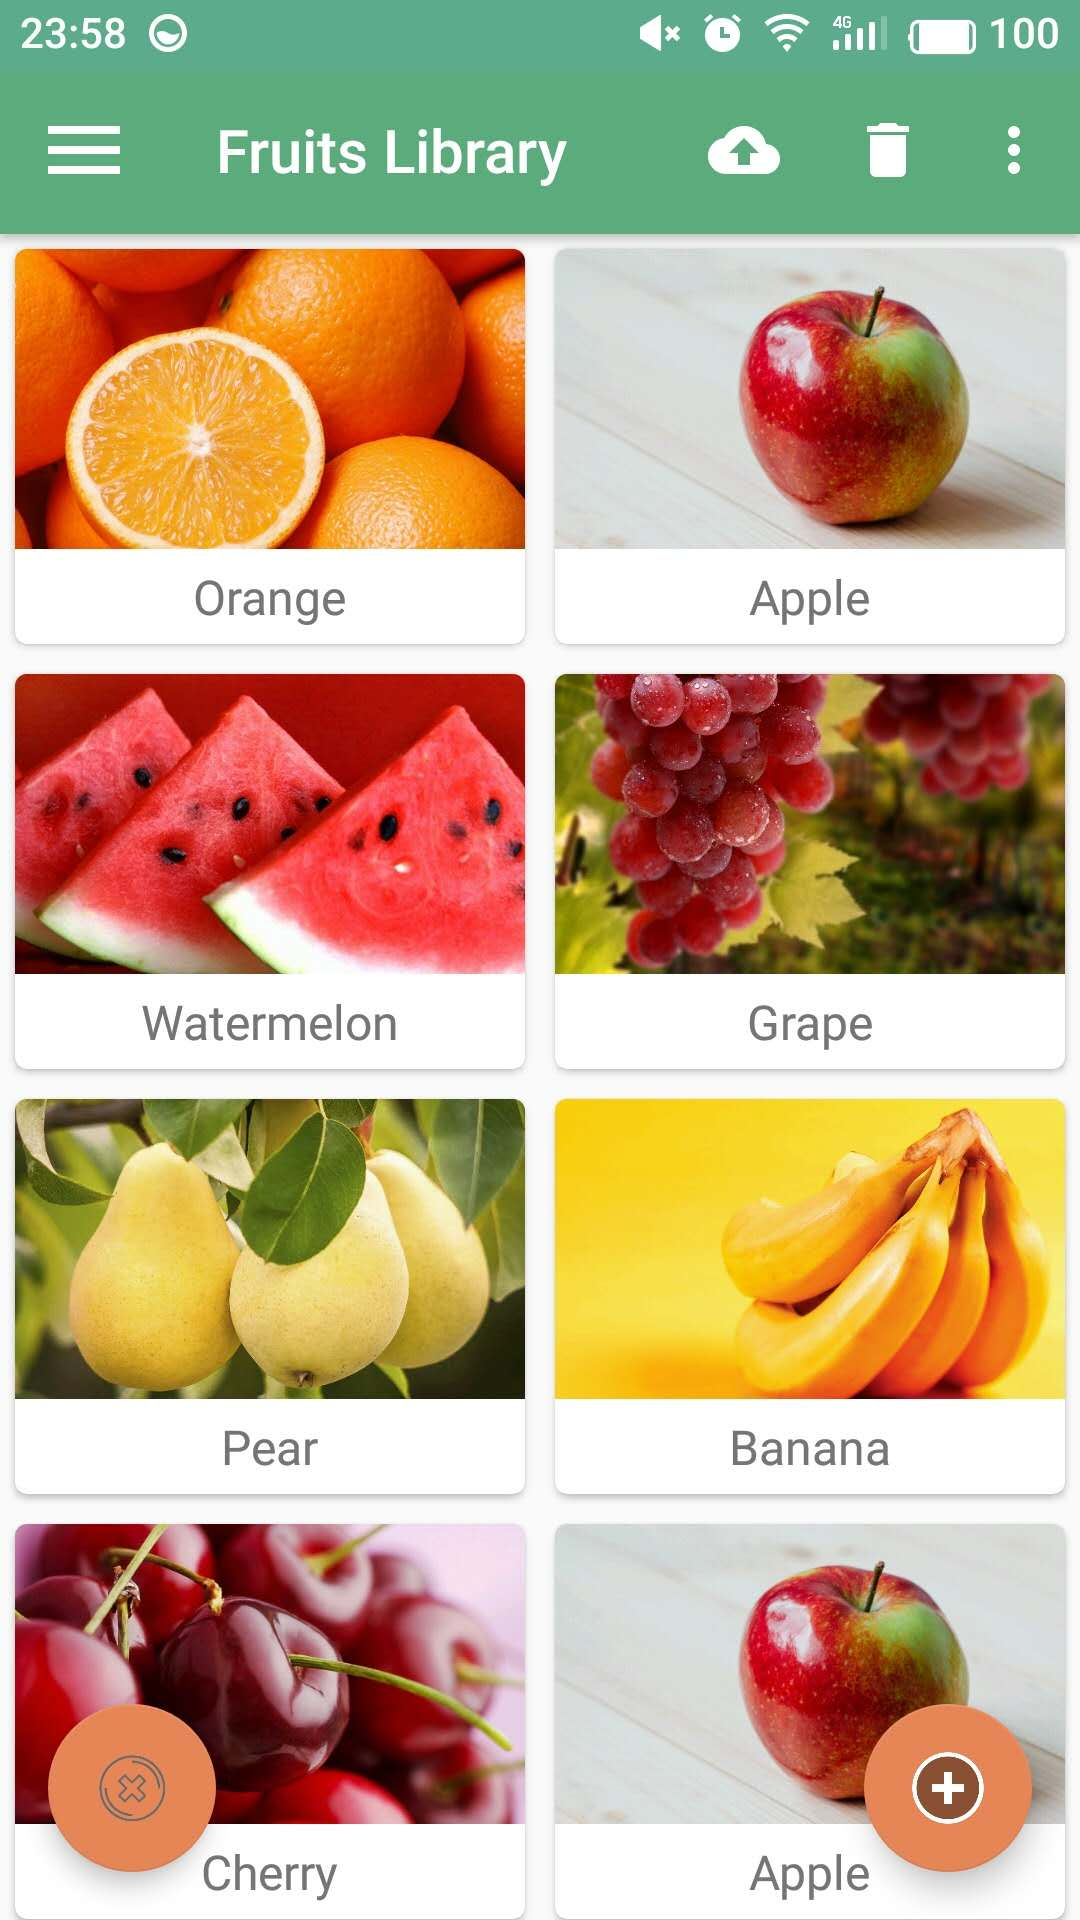 23:58 4G 100
Fruits Library
Orange
Apple
Watermelon
Grape
Pear
Banana
Cherry
Apple